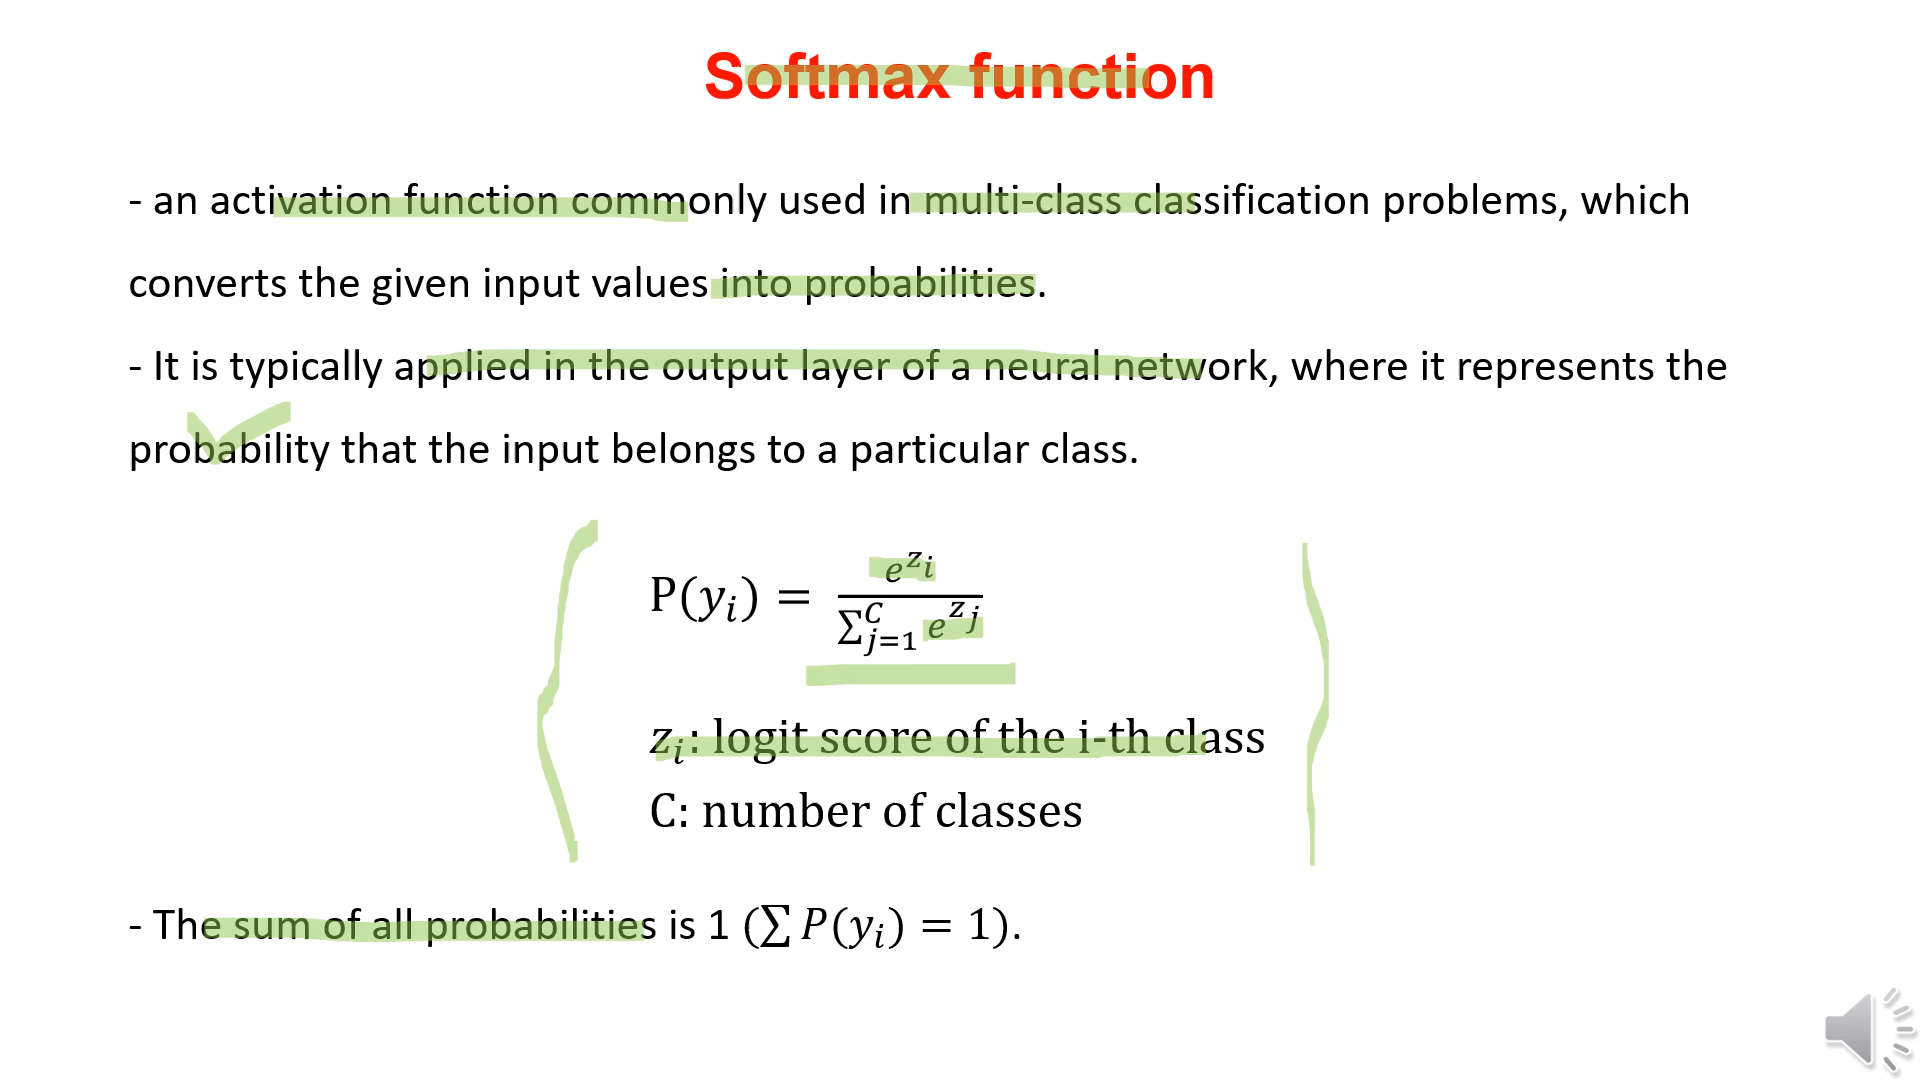 Softmax function
- an activation function commonly used in multi-class classification problems, which
converts the given input values into probabilities.
- It is typically applied in the output layer of a neural network, where it represents the
probability that the input belongs to a particular class.
P(y_i) = e^{z_i} / ∑_{j=1}^{C} e^{z_j}
z_i: logit score of the i-th class
C: number of classes
- The sum of all probabilities is 1 (∑ P(y_i) = 1).